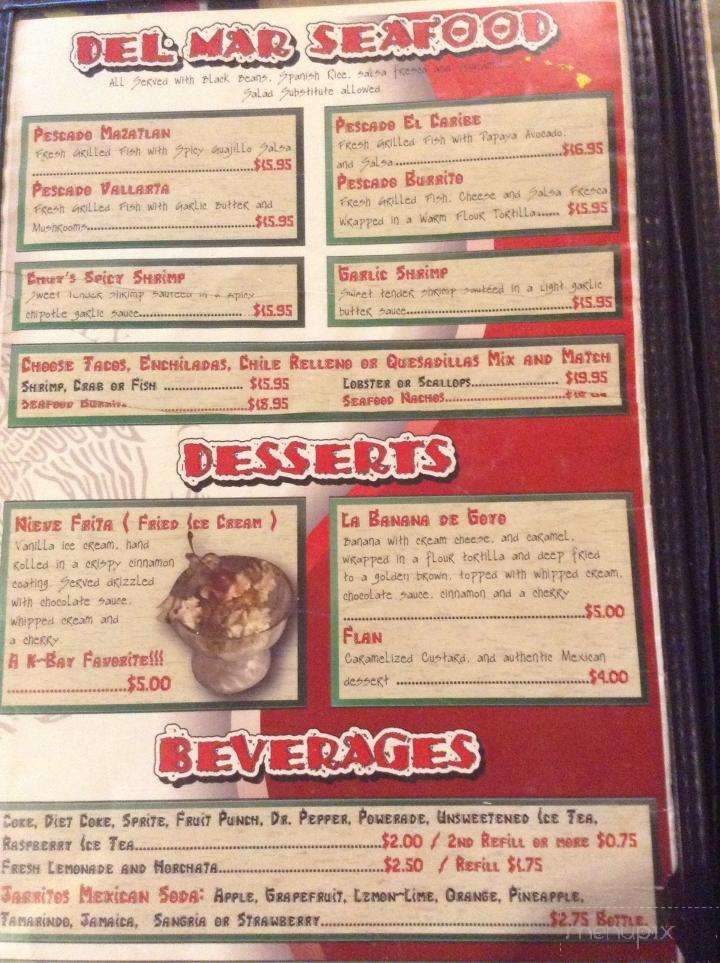 DEL MAR SEAFOOD
All Served with Black Beans, Spanish Rice, Salsa Fresca and
Salad Substitute allowed
Pescado Mazatlan
Fresh Grilled Fish with Spicy Guajillo Salsa
..........$15.95
Pescado Vallarta
Fresh Grilled Fish with Garlic Butter and
Mushrooms..........$15.95
Pescado El Caribe
Fresh Grilled Fish with Papaya Avocado,
and Salsa..........$16.95
Pescado Burrito
Fresh Grilled Fish, Cheese and Salsa Fresca
Wrapped in a Warm Flour Tortilla...... $15.95
Spicy Shrimp
Sweet tender shrimp sauteed in a spicy
chipotle garlic sauce..........$15.95
Garlic Shrimp
Sweet tender shrimp sauteed in a light garlic
butter sauce..........$15.95
Choose Tacos, Enchiladas, Chile Relleno or Quesadillas Mix and Match
Shrimp, Crab or Fish .......... $15.95
Lobster or Scallops.......... $19.95
Seafood Burrito..........$18.95
Seafood Nachos..........
DESSERTS
Nieve Frita ( Fried Ice Cream )
Vanilla ice cream, hand
rolled in a crispy cinnamon
coating. Served drizzled
with chocolate sauce,
whipped cream and
a cherry.
A K-Bay Favorite!!!
..........$5.00
La Banana de Goyo
Banana with cream cheese, and caramel,
wrapped in a flour tortilla and deep fried
to a golden brown, topped with whipped cream,
chocolate sauce, cinnamon and a cherry
..........$5.00
Flan
Caramelized Custard, and authentic Mexican
dessert ..........$4.00
BEVERAGES
Coke, Diet Coke, Sprite, Fruit Punch, Dr. Pepper, Powerade, Unsweetened Ice Tea,
Raspberry Ice Tea..........$2.00 / 2nd Refill or more $0.75
Fresh Lemonade and Horchata..........$2.50 / Refill $1.75
Jarritos Mexican Soda: Apple, Grapefruit, Lemon-Lime, Orange, Pineapple,
Tamarindo, Jamaica, Sangria or Strawberry..........$2.75 Bottle
menupix